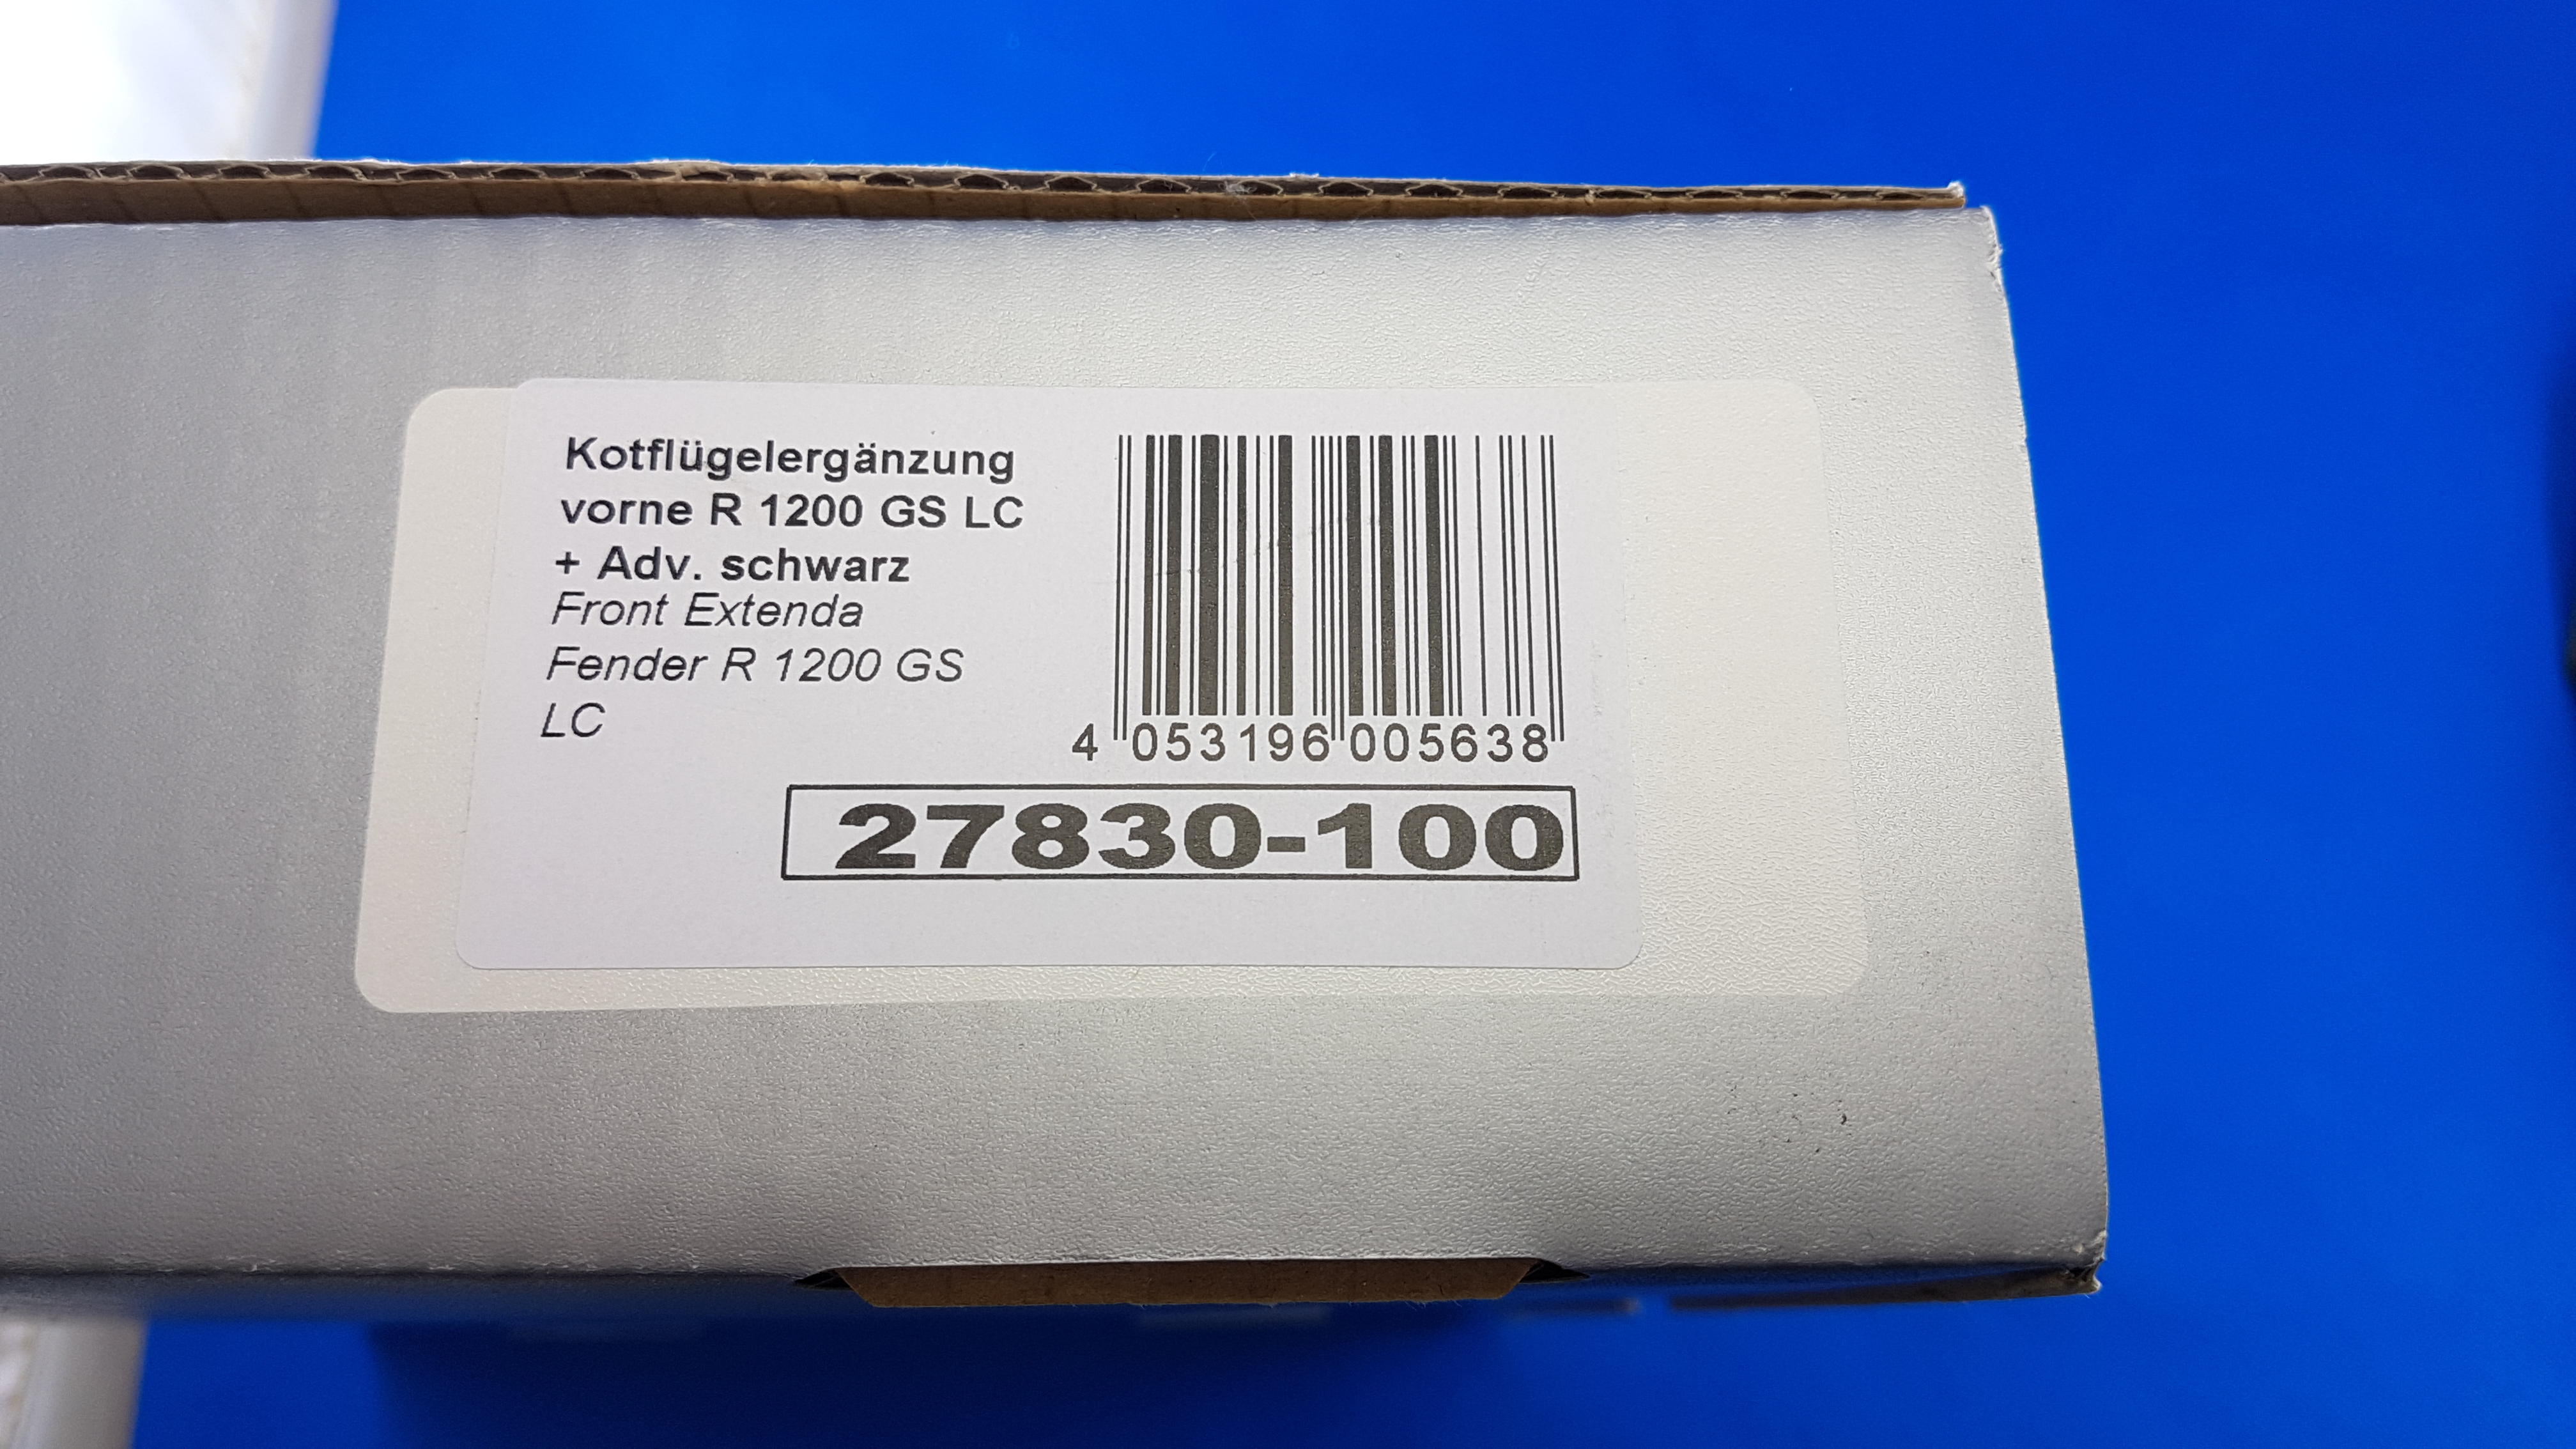 Kotflügelergänzung
vorne R 1200 GS LC
+ Adv. schwarz
Front Extenda
Fender R 1200 GS
LC
4 053196 005638
27830-100